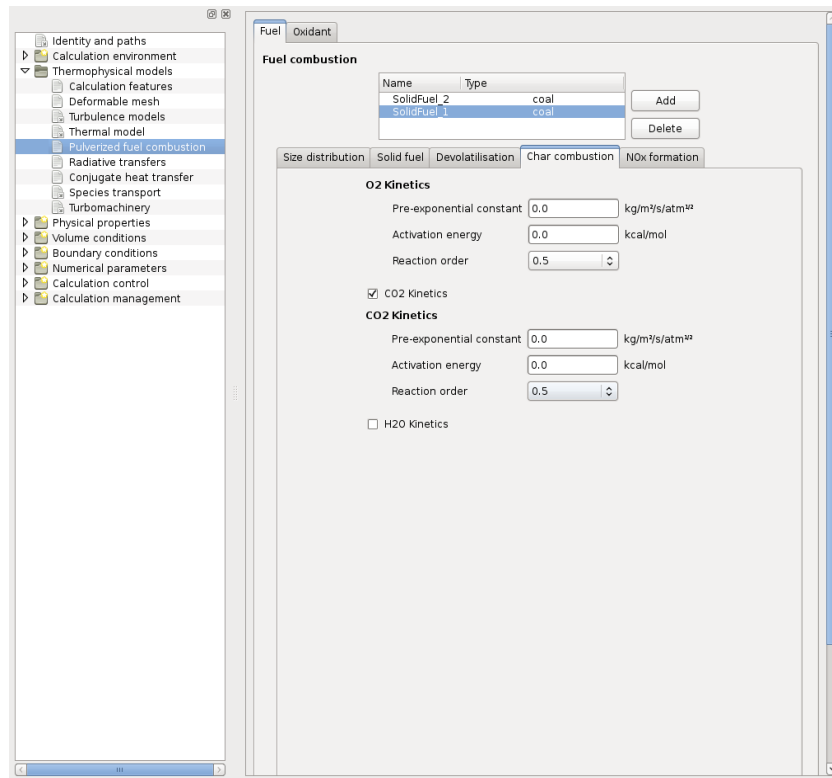 Identity and paths
Calculation environment
Thermophysical models
Calculation features
Deformable mesh
Turbulence models
Thermal model
Pulverized fuel combustion
Radiative transfers
Conjugate heat transfer
Species transport
Turbomachinery
Physical properties
Volume conditions
Boundary conditions
Numerical parameters
Calculation control
Calculation management
Fuel Oxidant
Fuel combustion
Name Type
SolidFuel_2 coal
SolidFuel_1 coal
Add
Delete
Size distribution Solid fuel Devolatilisation Char combustion NOx formation
O2 Kinetics
Pre-exponential constant 0.0 kg/m²/s/atm¹ᐟ²
Activation energy 0.0 kcal/mol
Reaction order 0.5
CO2 Kinetics
CO2 Kinetics
Pre-exponential constant 0.0 kg/m²/s/atm¹ᐟ²
Activation energy 0.0 kcal/mol
Reaction order 0.5
H2O Kinetics